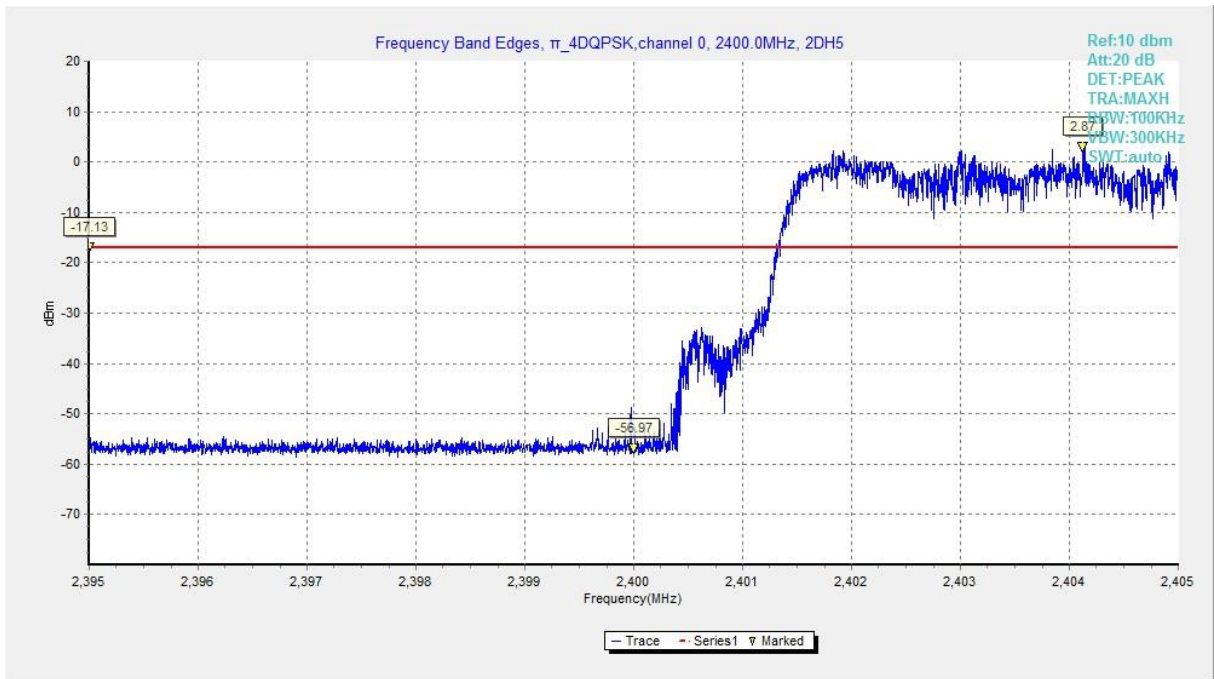 Frequency Band Edges, π_4DQPSK,channel 0, 2400.0MHz, 2DH5
Ref:10 dbm
Att:20 dB
DET:PEAK
TRA:MAXH
RBW:100KHz
VBW:300KHz
SWT:auto
20
10
0
-10
-20
-30
-40
-50
-60
-70
dBm
-17.13
-56.97
2.87
2,395 2,396 2,397 2,398 2,399 2,400 2,401 2,402 2,403 2,404 2,405
Frequency(MHz)
Trace Series1 Marked